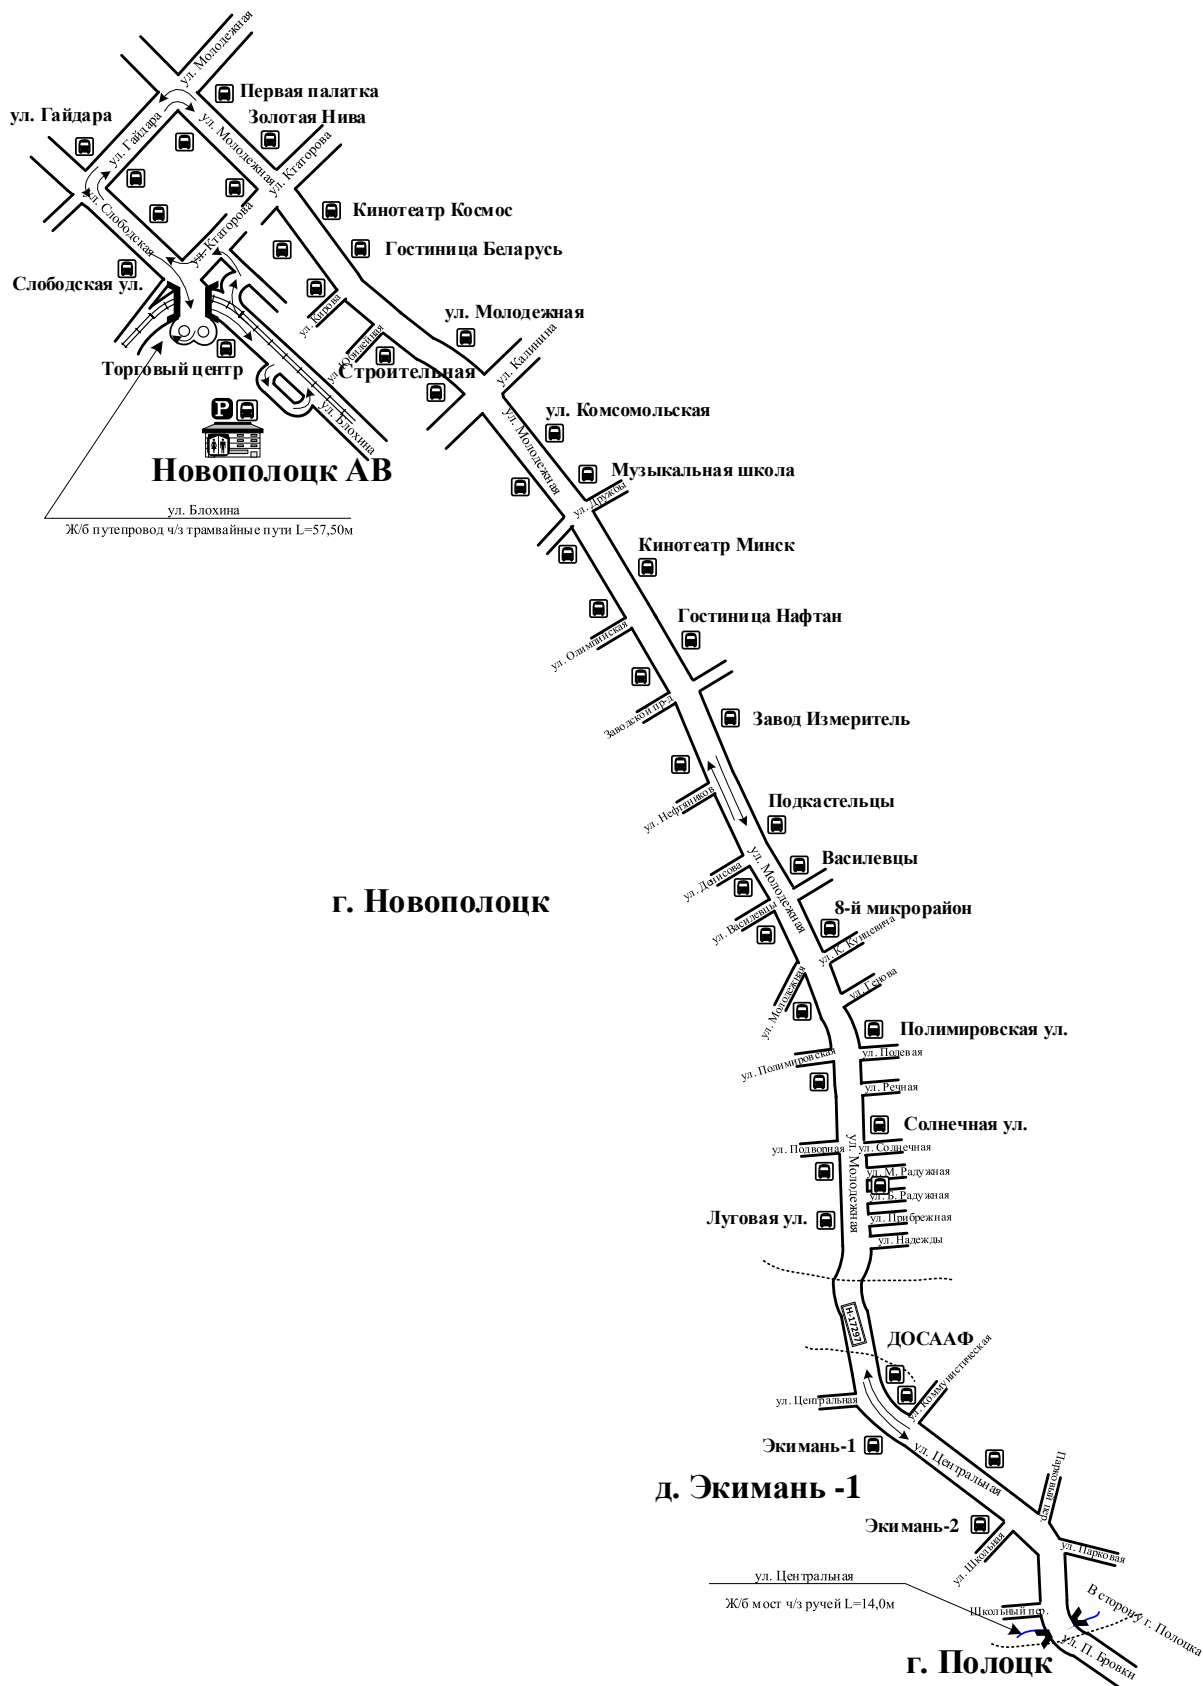 ул. Молодежная
Первая палатка
Золотая Нива
ул. Гайдара
ул. Гайдара
ул. Молодежная
ул. Ктаторова
ул. Слободская
ул. Ктаторова
Кинотеатр Космос
Гостиница Беларусь
Слободская ул.
ул. Кирова
ул. Молодежная
ул. Юбилейная
ул. Калинина
Торговый центр
Строительная
P
ул. Блохина
ул. Молодежная
ул. Комсомольская
Новополоцк АВ
Музыкальная школа
ул. Дружбы
ул. Блохина
Ж/б путепровод ч/з трамвайные пути L=57,50м
Кинотеатр Минск
Гостиница Нафтан
ул. Олимпийская
Заводской пр-д
Завод Измеритель
ул. Нефтяников
Подкастельцы
ул. Молодежная
Василевцы
ул. Денисова
г. Новополоцк
8-й микрорайон
ул. Василевцы
ул. К. Кунцевича
ул. Молодежная
ул. Генова
Полимировская ул.
ул. Полимировская
ул. Полевая
ул. Речная
Солнечная ул.
ул. Подворная
ул. Солнечная
ул. Молодежная
ул. М. Радужная
ул. Б. Радужная
Луговая ул.
ул. Прибрежная
ул. Надежды
Н-17297
ДОСААФ
ул. Коммунистическая
ул. Центральная
Экимань-1
ул. Центральная
д. Экимань -1
Парковый пер.
Экимань-2
ул. Школьная
ул. Парковая
ул. Центральная
Ж/б мост ч/з ручей L=14,0м
Школьный пер.
В сторону г. Полоцка
ул. П. Бровки
г. Полоцк